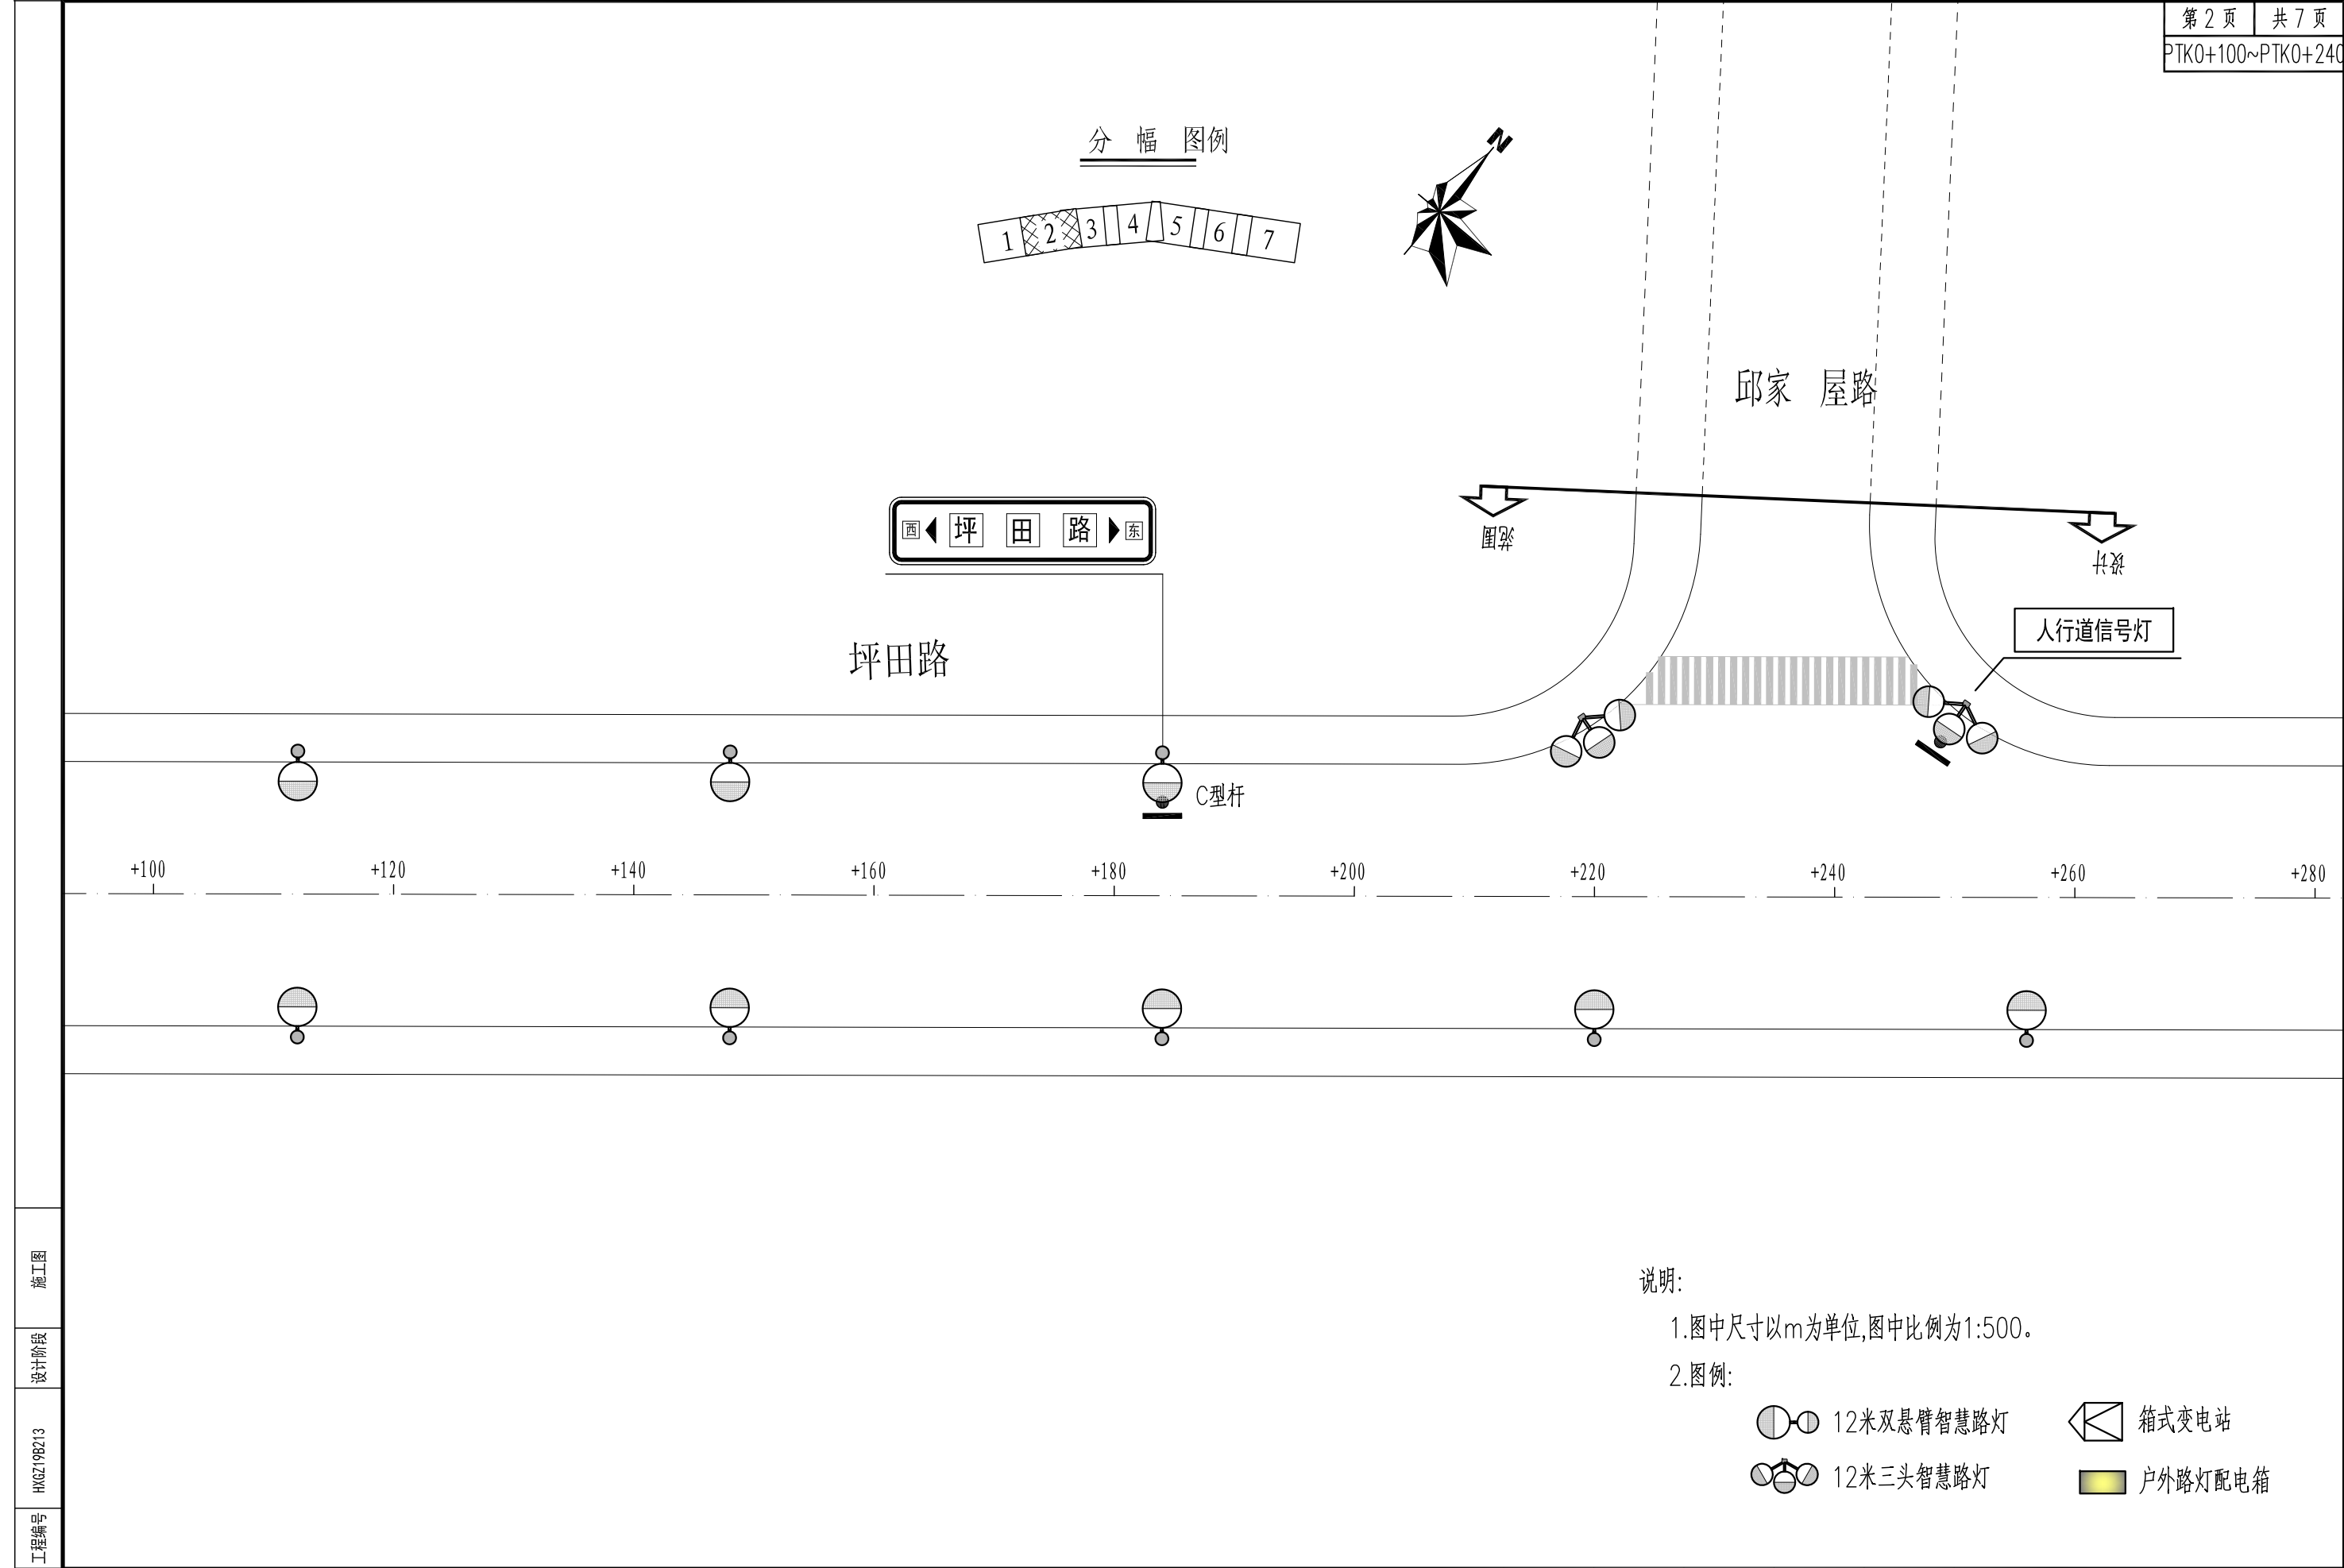 第 2 页 共 7 页
PTK0+100~PTK0+240
分 幅 图例
N
1 2 3 4 5 6 7
邱家 屋路
西 坪 田 路 东
范围
设计
人行道信号灯
坪田路
C型杆
+100 +120 +140 +160 +180 +200 +220 +240 +260 +280
说明:
1.图中尺寸以m为单位,图中比例为1:500。
2.图例:
12米双悬臂智慧路灯 箱式变电站
12米三头智慧路灯 户外路灯配电箱
施工图
设计阶段
HXGZ19B213
工程编号